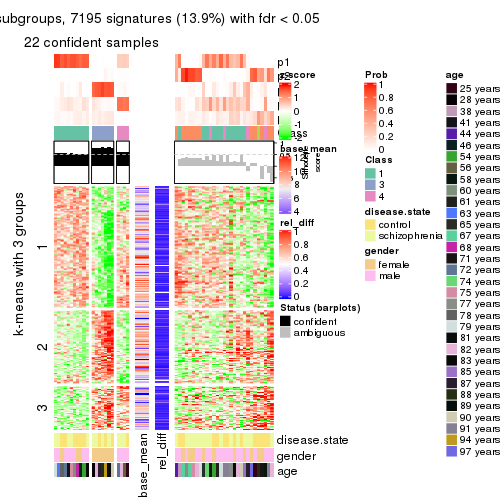 subgroups, 7195 signatures (13.9%) with fdr < 0.05
22 confident samples
p1
z-score
2
1
0
-1
base_mean
12
10
8
6
4
rel_diff
1
0.8
0.6
0.4
0.2
0
Status (barplots)
confident
ambiguous
Prob
1
0.8
0.6
0.4
0.2
0
Class
1
3
4
disease.state
control
schizophrenia
gender
female
male
age
25 years
28 years
38 years
41 years
44 years
46 years
54 years
56 years
58 years
60 years
61 years
63 years
65 years
67 years
68 years
71 years
72 years
74 years
75 years
77 years
78 years
79 years
81 years
82 years
83 years
85 years
87 years
88 years
89 years
90 years
91 years
94 years
97 years
k-means with 3 groups
1
2
3
disease.state
gender
age
base_mean
rel_diff